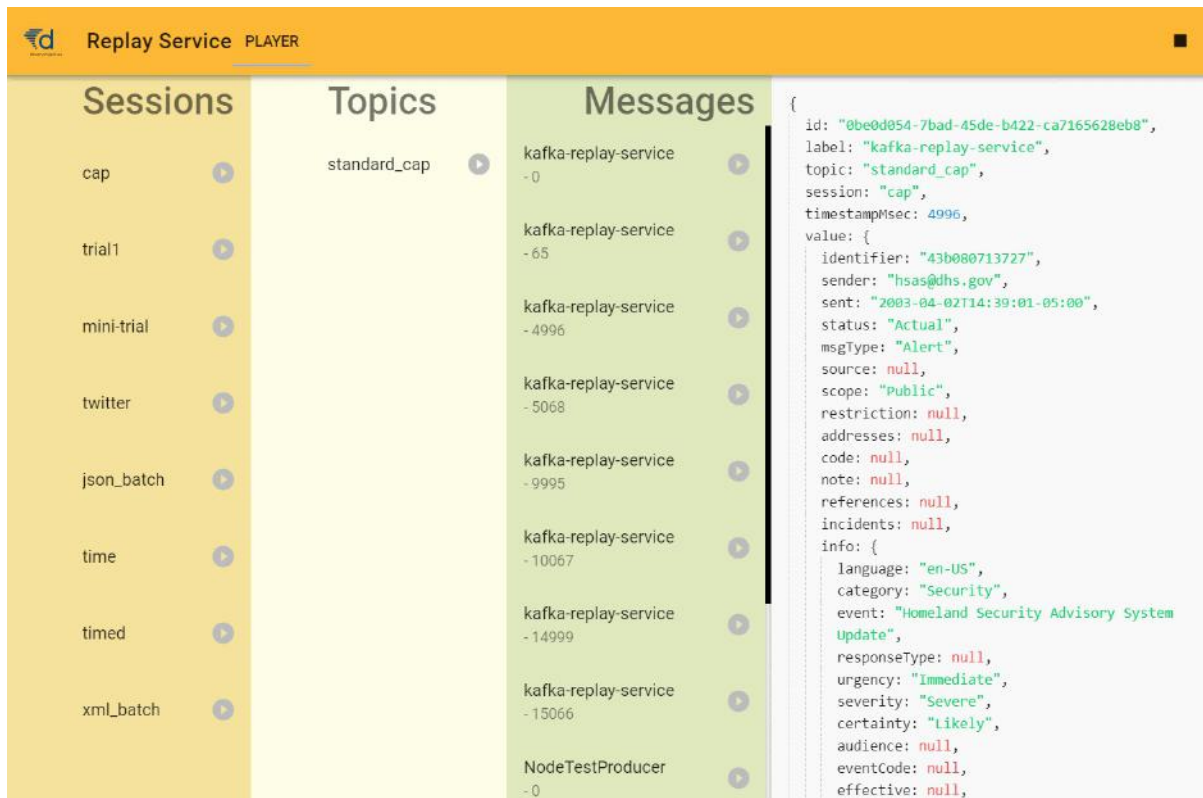 d
Replay Service PLAYER
Sessions
cap
trial1
mini-trial
twitter
json_batch
time
timed
xml_batch
Topics
standard_cap
Messages
kafka-replay-service
- 0
kafka-replay-service
- 65
kafka-replay-service
- 4996
kafka-replay-service
- 5068
kafka-replay-service
- 9995
kafka-replay-service
- 10067
kafka-replay-service
- 14999
kafka-replay-service
- 15066
NodeTestProducer
- 0
{
id: "0be0d054-7bad-45de-b422-ca7165628eb8",
label: "kafka-replay-service",
topic: "standard_cap",
session: "cap",
timestampMsec: 4996,
value: {
identifier: "43b080713727",
sender: "hsas@dhs.gov",
sent: "2003-04-02T14:39:01-05:00",
status: "Actual",
msgType: "Alert",
source: null,
scope: "Public",
restriction: null,
addresses: null,
code: null,
note: null,
references: null,
incidents: null,
info: {
language: "en-US",
category: "Security",
event: "Homeland Security Advisory System
Update",
responseType: null,
urgency: "Immediate",
severity: "Severe",
certainty: "Likely",
audience: null,
eventCode: null,
effective: null,